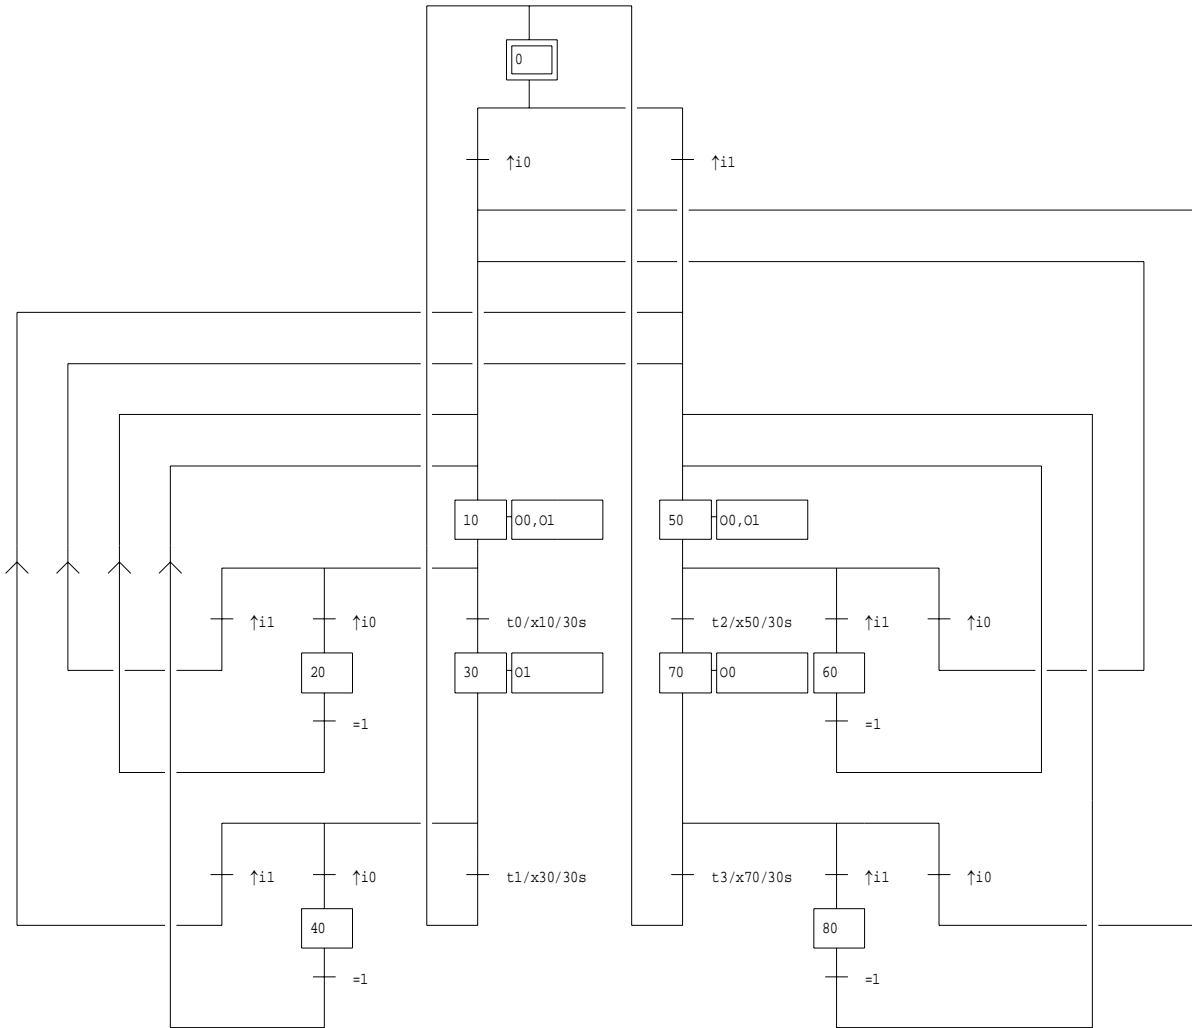 0
↑i0 ↑i1
10 O0,O1 50 O0,O1
↑i1 ↑i0 t0/x10/30s t2/x50/30s ↑i1 ↑i0
20 30 O1 70 O0 60
=1 =1
↑i1 ↑i0 t1/x30/30s t3/x70/30s ↑i1 ↑i0
40 80
=1 =1